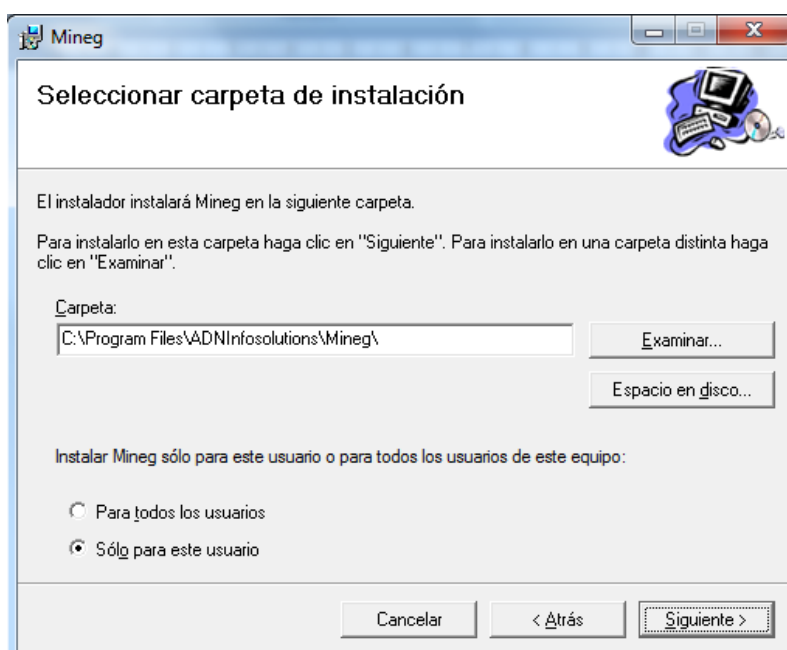 Mineg
Seleccionar carpeta de instalación
El instalador instalará Mineg en la siguiente carpeta.
Para instalarlo en esta carpeta haga clic en "Siguiente". Para instalarlo en una carpeta distinta haga
clic en "Examinar".
Carpeta:
C:\Program Files\ADNInfosolutions\Mineg\
Examinar...
Espacio en disco...
Instalar Mineg sólo para este usuario o para todos los usuarios de este equipo:
Para todos los usuarios
Sólo para este usuario
Cancelar
< Atrás
Siguiente >